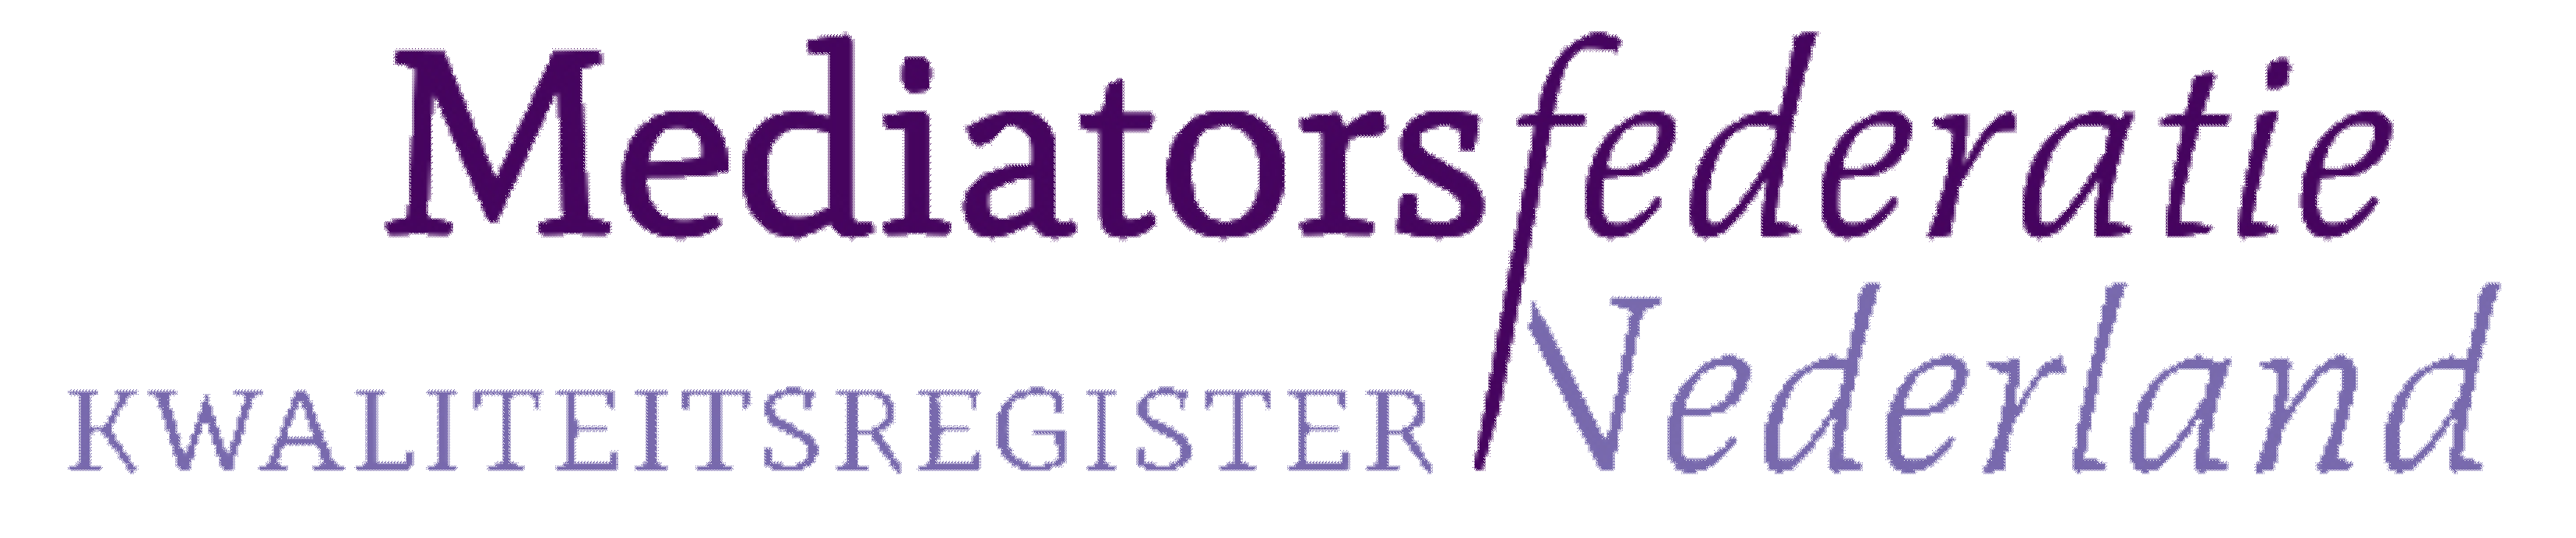 Mediatorsfederatie
KWALITEITSREGISTER Nederland